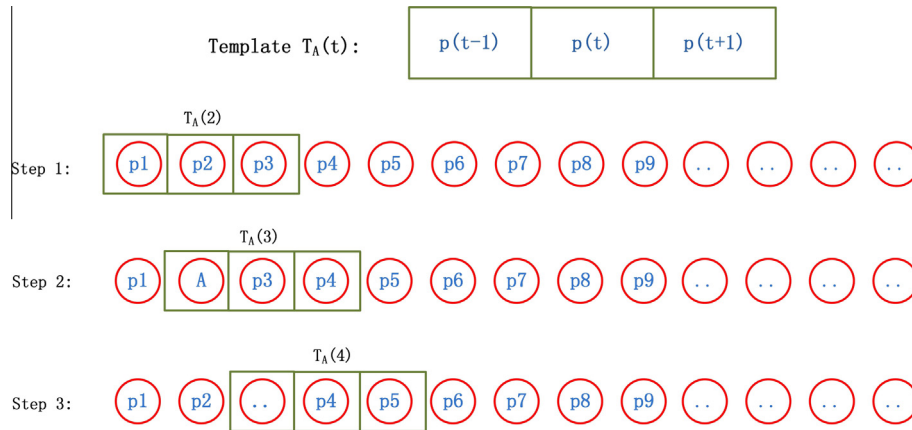 Template T_A(t): p(t-1) p(t) p(t+1)
T_A(2)
Step 1: p1 p2 p3 p4 p5 p6 p7 p8 p9 .. .. .. ..
T_A(3)
Step 2: p1 A p3 p4 p5 p6 p7 p8 p9 .. .. .. ..
T_A(4)
Step 3: p1 p2 .. p4 p5 p6 p7 p8 p9 .. .. .. ..